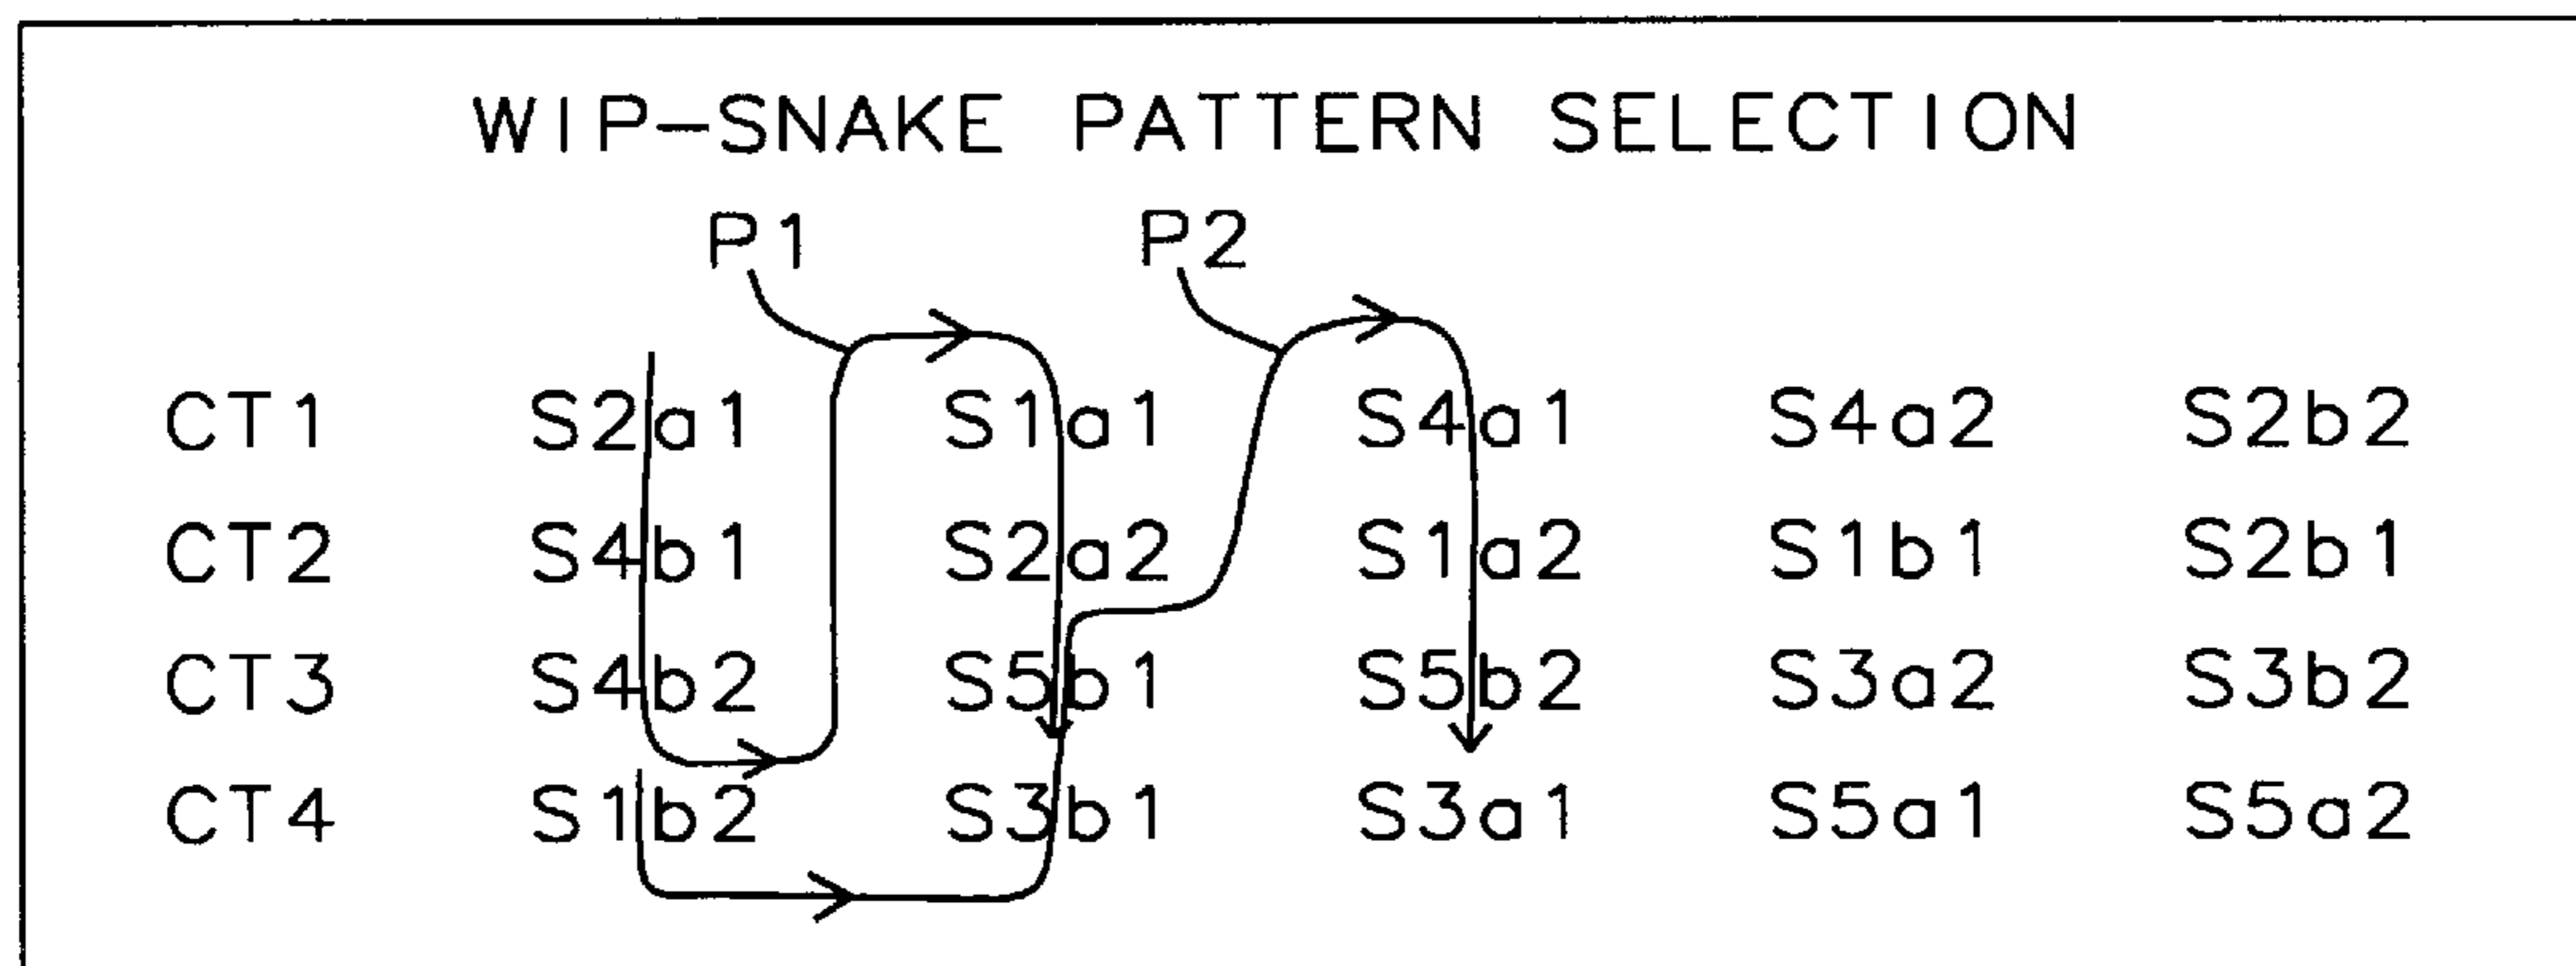 WIP-SNAKE PATTERN SELECTION
P1 P2
CT1 S2a1 S1a1 S4a1 S4a2 S2b2
CT2 S4b1 S2a2 S1a2 S1b1 S2b1
CT3 S4b2 S5b1 S5b2 S3a2 S3b2
CT4 S1b2 S3b1 S3a1 S5a1 S5a2